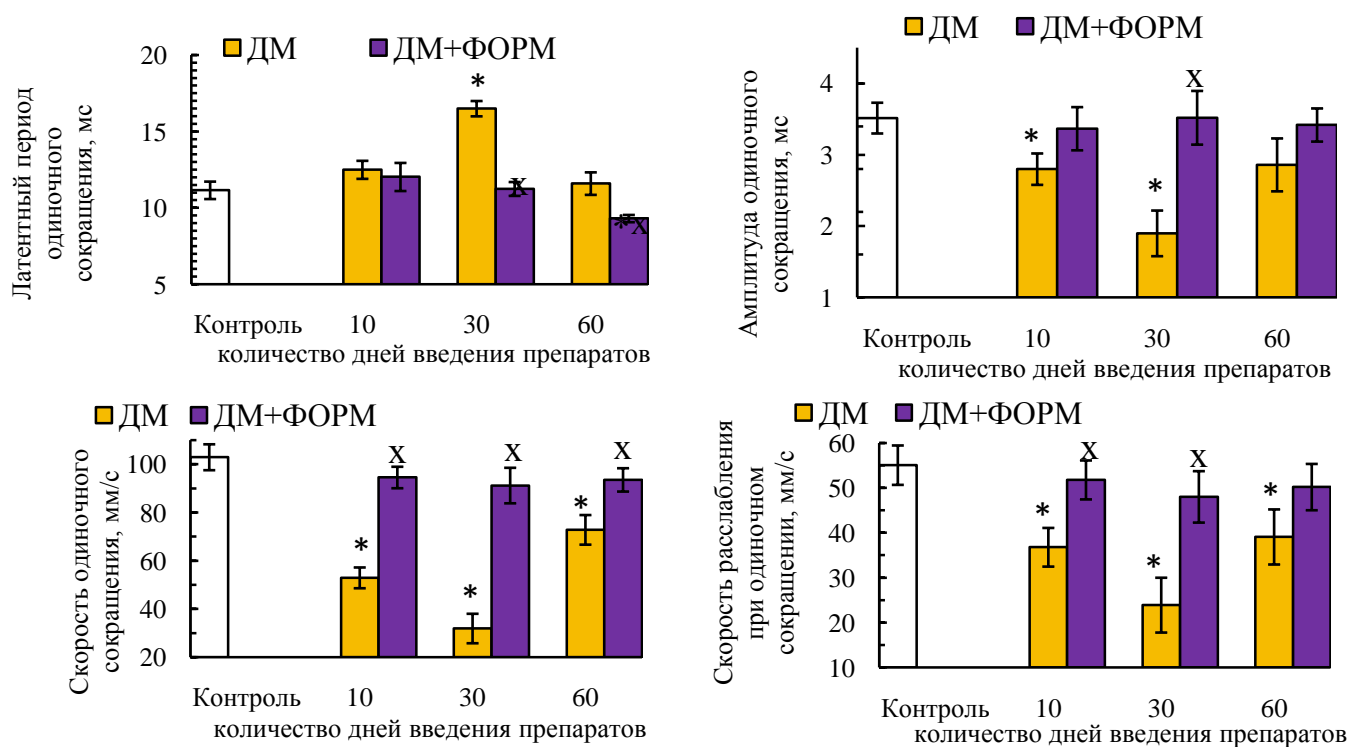 ДМ ДМ+ФОРМ
Латентный период
одиночного
сокращения, мс
20
15
10
5
*
X
*X
Контроль 10 30 60
количество дней введения препаратов
ДМ ДМ+ФОРМ
Амплитуда одиночного
сокращения, мс
4
3
2
1
*
*
X
Контроль 10 30 60
количество дней введения препаратов
ДМ ДМ+ФОРМ
Скорость одиночного
сокращения, мм/с
100
80
60
40
20
*
X
*
X
*
X
Контроль 10 30 60
количество дней введения препаратов
ДМ ДМ+ФОРМ
Скорость расслабления
при одиночном
сокращении, мм/с
60
50
40
30
20
10
*
X
*
X
*
Контроль 10 30 60
количество дней введения препаратов